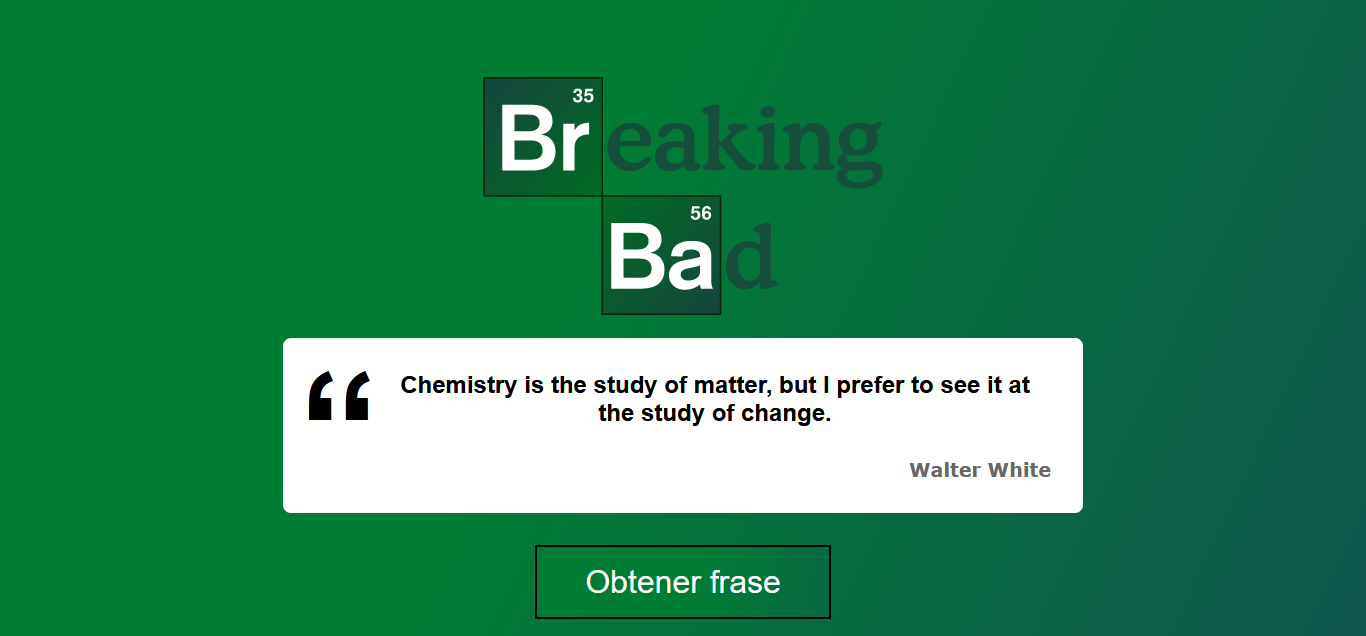 35
Breaking
56
Bad
“ Chemistry is the study of matter, but I prefer to see it at
the study of change.
Walter White
Obtener frase